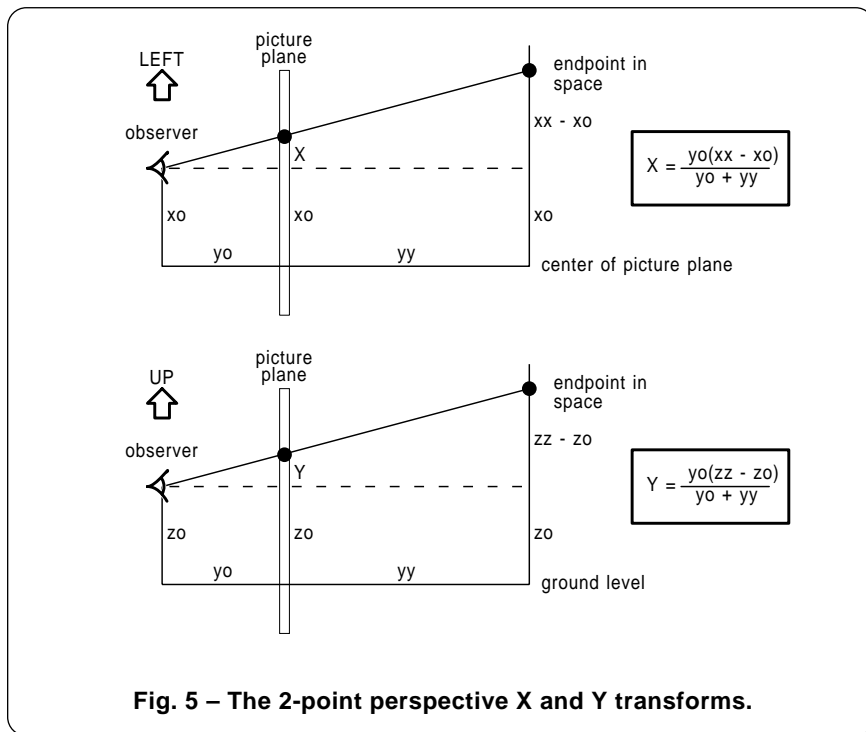 picture
plane
LEFT
observer
endpoint in
space
xx - xo
X
X = yo(xx - xo)
yo + yy
xo
xo
xo
yo
yy
center of picture plane
picture
plane
UP
observer
endpoint in
space
zz - zo
Y
Y = yo(zz - zo)
yo + yy
zo
zo
zo
yo
yy
ground level
Fig. 5 – The 2-point perspective X and Y transforms.